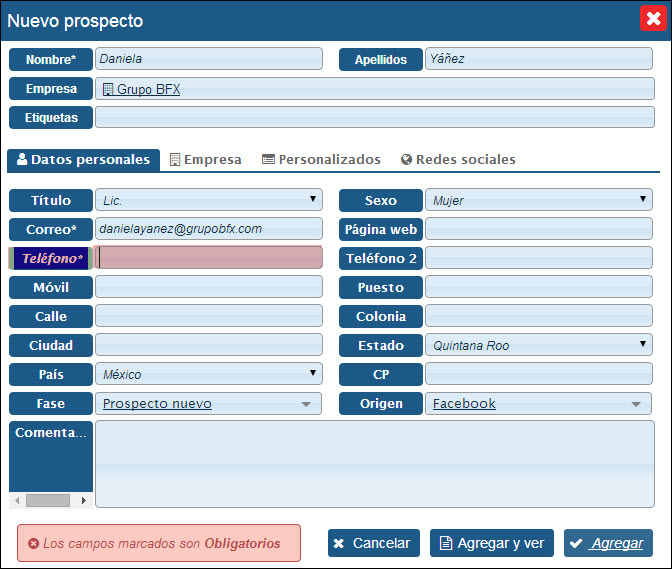 Nuevo prospecto
Nombre* Daniela Apellidos Yáñez
Empresa Grupo BFX
Etiquetas
Datos personales Empresa Personalizados Redes sociales
Título Lic. Sexo Mujer
Correo* danielayanez@grupobfx.com Página web
Teléfono* Teléfono 2
Móvil Puesto
Calle Colonia
Ciudad Estado Quintana Roo
País México CP
Fase Prospecto nuevo Origen Facebook
Comenta...
Los campos marcados son Obligatorios Cancelar Agregar y ver Agregar